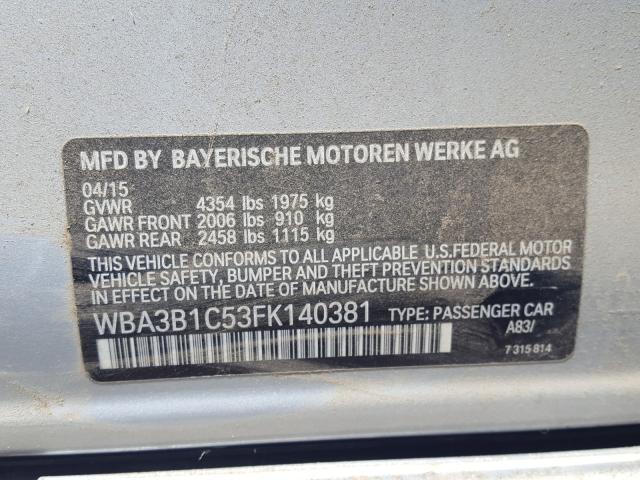 MFD BY BAYERISCHE MOTOREN WERKE AG
04/15
GVWR 4354 lbs 1975 kg
GAWR FRONT 2006 lbs 910 kg
GAWR REAR 2458 lbs 1115 kg
THIS VEHICLE CONFORMS TO ALL APPLICABLE U.S.FEDERAL MOTOR
VEHICLE SAFETY, BUMPER AND THEFT PREVENTION STANDARDS
IN EFFECT ON THE DATE OF MANUFACTURE SHOWN ABOVE.
WBA3B1C53FK140381 TYPE: PASSENGER CAR
A83/
7 315 814